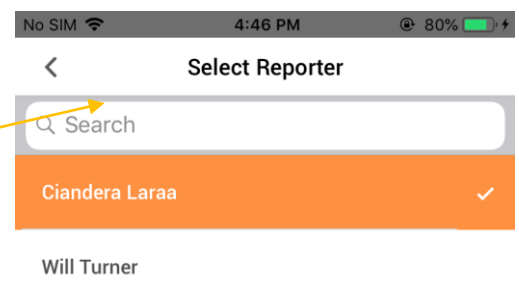 No SIM 4:46 PM 80%
Select Reporter
Search
Ciandera Laraa
Will Turner